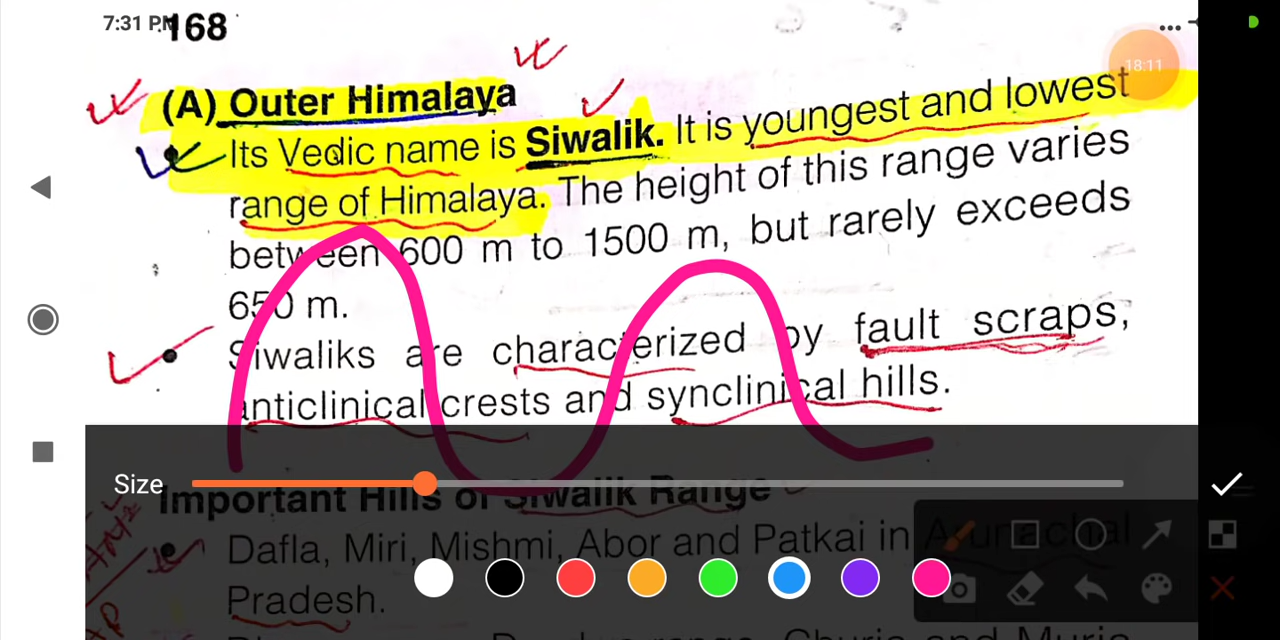 7:31 PM
168
18:11
(A) Outer Himalaya
Its Vedic name is Siwalik. It is youngest and lowest
range of Himalaya. The height of this range varies
between 600 m to 1500 m, but rarely exceeds
650 m.
Siwaliks are characterized by fault scraps,
anticlinical crests and synclinical hills.
Size
Important Hills of Siwalik Range
Dafla, Miri, Mishmi, Abor and Patkai in Arunachal
Pradesh.